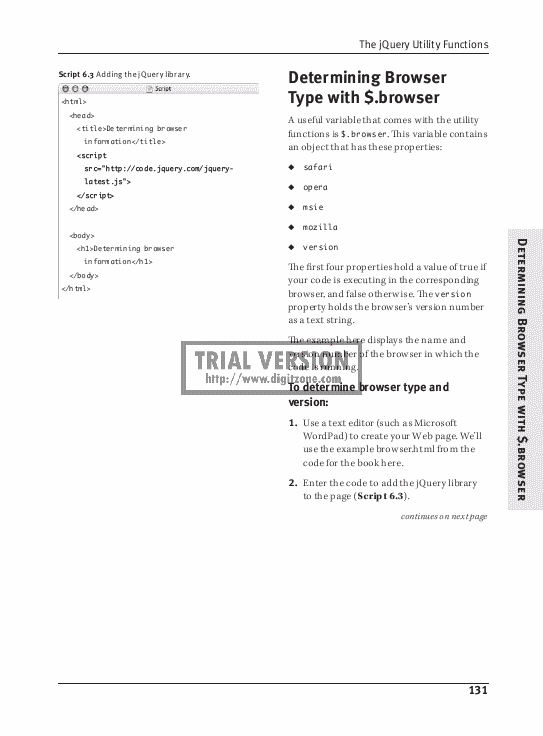 The jQuery Utility Functions
Script 6.3 Adding the jQuery library.
Script
<html>
<head>
<title>Determining browser
information</title>
<script
src="http://code.jquery.com/jquery-
latest.js">
</script>
</head>
<body>
<h1>Determining browser
information</h1>
</body>
</html>
Determining Browser
Type with $.browser
A useful variable that comes with the utility
functions is $.browser. This variable contains
an object that has these properties:
◆ safari
◆ opera
◆ msie
◆ mozilla
◆ version
The first four properties hold a value of true if
your code is executing in the corresponding
browser, and false otherwise. The version
property holds the browser's version number
as a text string.
The example here displays the name and
version number of the browser in which the
code is running.
TRIAL VERSION
http://www.digitzone.com
To determine browser type and
version:
1. Use a text editor (such as Microsoft
WordPad) to create your Web page. We'll
use the example browser.html from the
code for the book here.
2. Enter the code to add the jQuery library
to the page (Script 6.3).
continues on next page
Determining Browser Type with $.browser
131